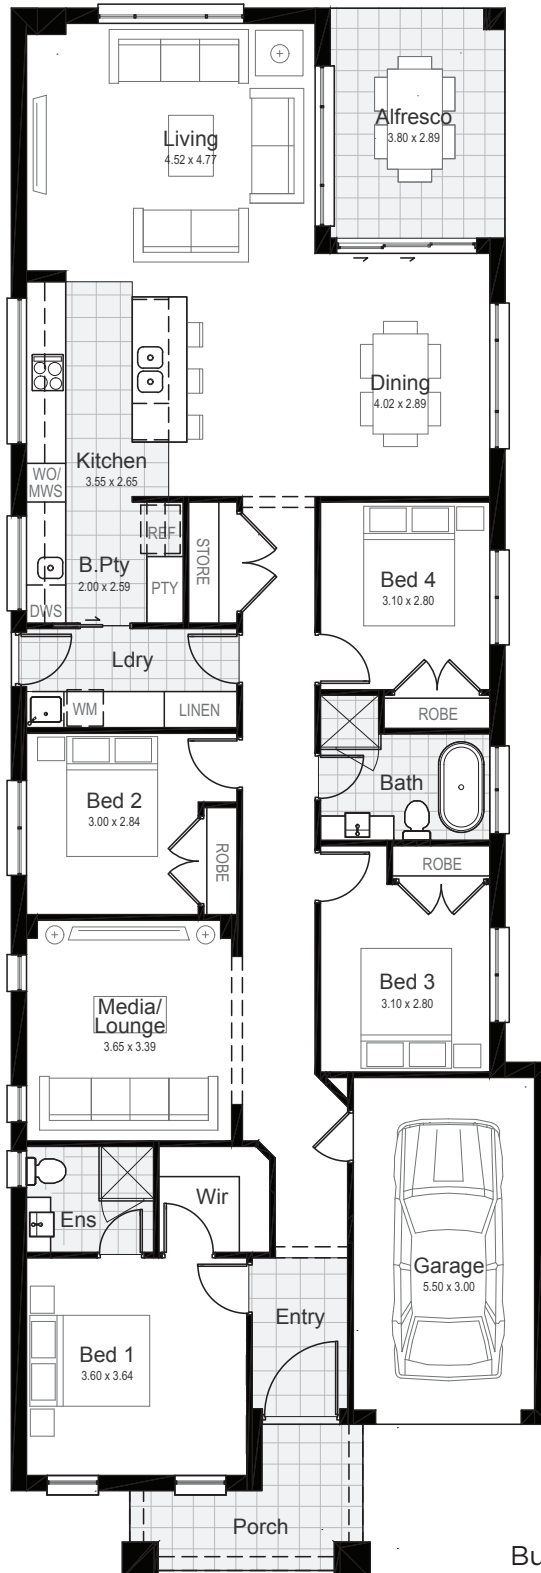 Living
4.52 x 4.77
Alfresco
3.80 x 2.89
Dining
4.02 x 2.89
Kitchen
3.55 x 2.65
WO/
MWS
B.Pty
2.00 x 2.59
REF
PTY
STORE
DWS
Bed 4
3.10 x 2.80
ROBE
Ldry
WM
LINEN
Bath
Bed 2
3.00 x 2.84
ROBE
ROBE
Bed 3
3.10 x 2.80
Media/
Lounge
3.65 x 3.39
Ens
Wir
Garage
5.50 x 3.00
Entry
Bed 1
3.60 x 3.64
Porch
Bu